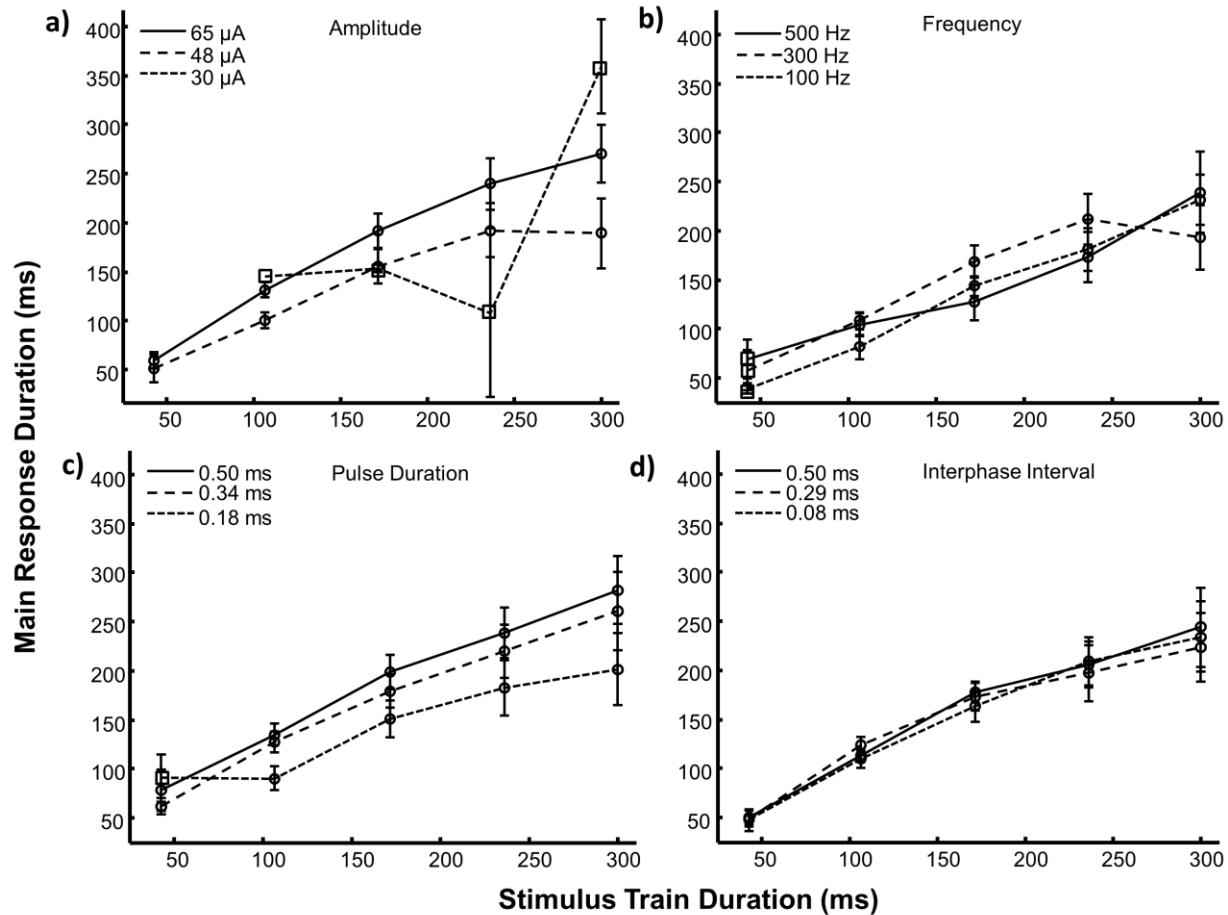 a)
Amplitude
65 µA
48 µA
30 µA
400
350
300
250
200
150
100
50
50 100 150 200 250 300
b)
Frequency
500 Hz
300 Hz
100 Hz
400
350
300
250
200
150
100
50
50 100 150 200 250 300
c)
Pulse Duration
0.50 ms
0.34 ms
0.18 ms
400
300
250
200
150
100
50
50 100 150 200 250 300
d)
Interphase Interval
0.50 ms
0.29 ms
0.08 ms
400
300
250
200
150
100
50
50 100 150 200 250 300
Main Response Duration (ms)
Stimulus Train Duration (ms)